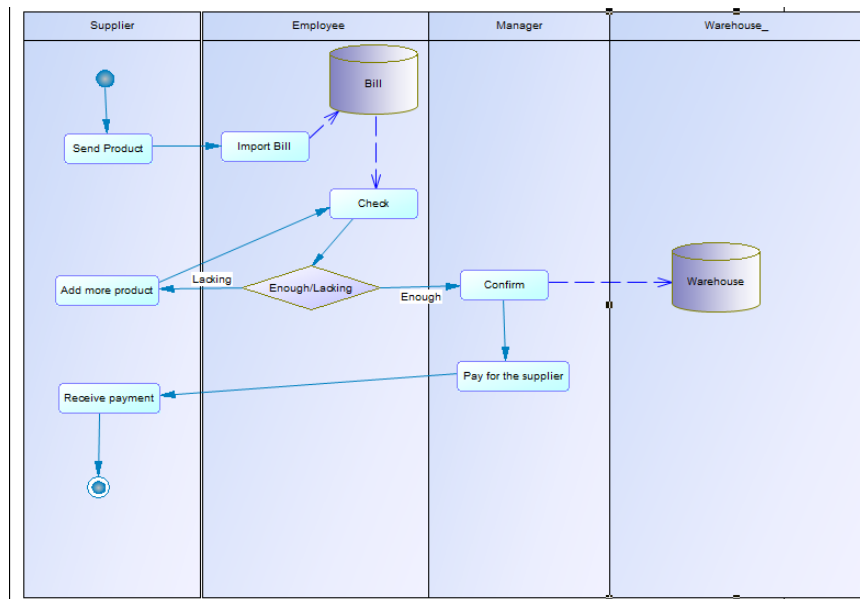 Supplier
Employee
Manager
Warehouse_
Bill
Send Product
Import Bill
Check
Lacking
Add more product
Enough/Lacking
Enough
Confirm
Warehouse
Pay for the supplier
Receive payment